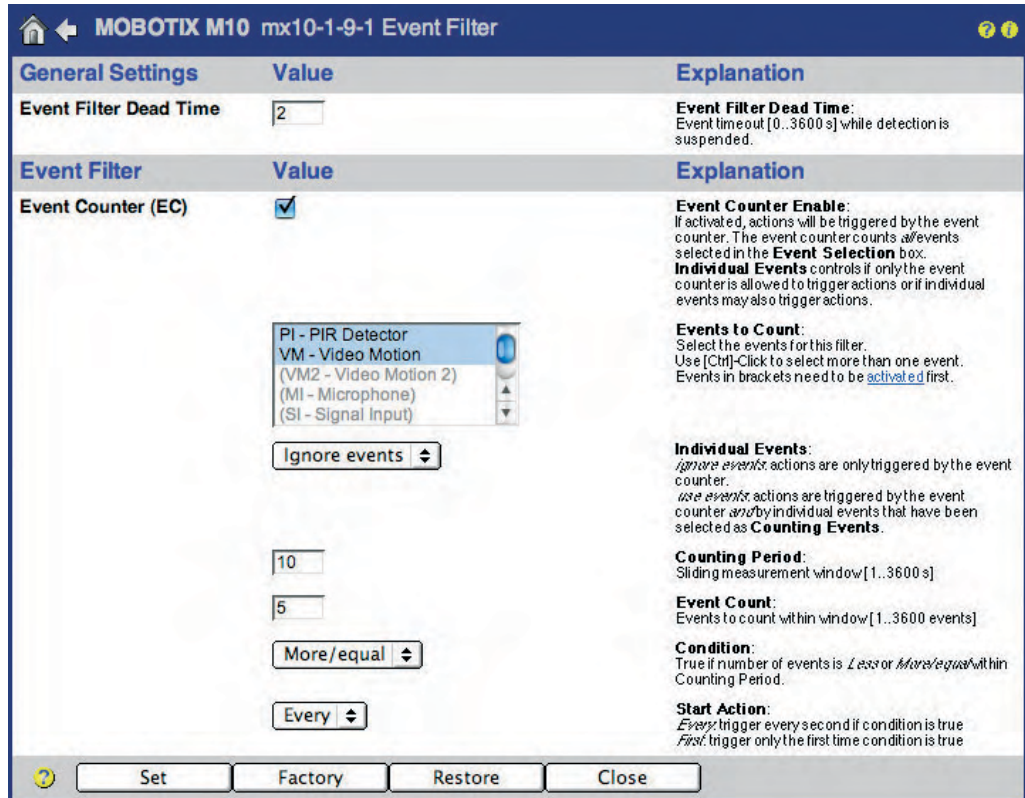 MOBOTIX M10 mx10-1-9-1 Event Filter
General Settings Value Explanation
Event Filter Dead Time
2
Event Filter Dead Time:
Event timeout [0..3600 s] while detection is
suspended.
Event Filter Value Explanation
Event Counter (EC)
Event Counter Enable:
If activated, actions will be triggered by the event
counter. The event counter counts all events
selected in the Event Selection box.
Individual Events controls if only the event
counter is allowed to trigger actions or if individual
events may also trigger actions.
PI - PIR Detector
VM - Video Motion
(VM2 - Video Motion 2)
(MI - Microphone)
(SI - Signal Input)
Events to Count:
Select the events for this filter.
Use [Ctrl]-Click to select more than one event.
Events in brackets need to be activated first.
Ignore events
Individual Events:
ignore events: actions are only triggered by the event
counter.
use events: actions are triggered by the event
counter and by individual events that have been
selected as Counting Events.
10
Counting Period:
Sliding measurement window [1..3600 s]
5
Event Count:
Events to count within window [1..3600 events]
More/equal
Condition:
True if number of events is Less or More/equal within
Counting Period.
Every
Start Action:
Every: trigger every second if condition is true
First: trigger only the first time condition is true
? Set Factory Restore Close